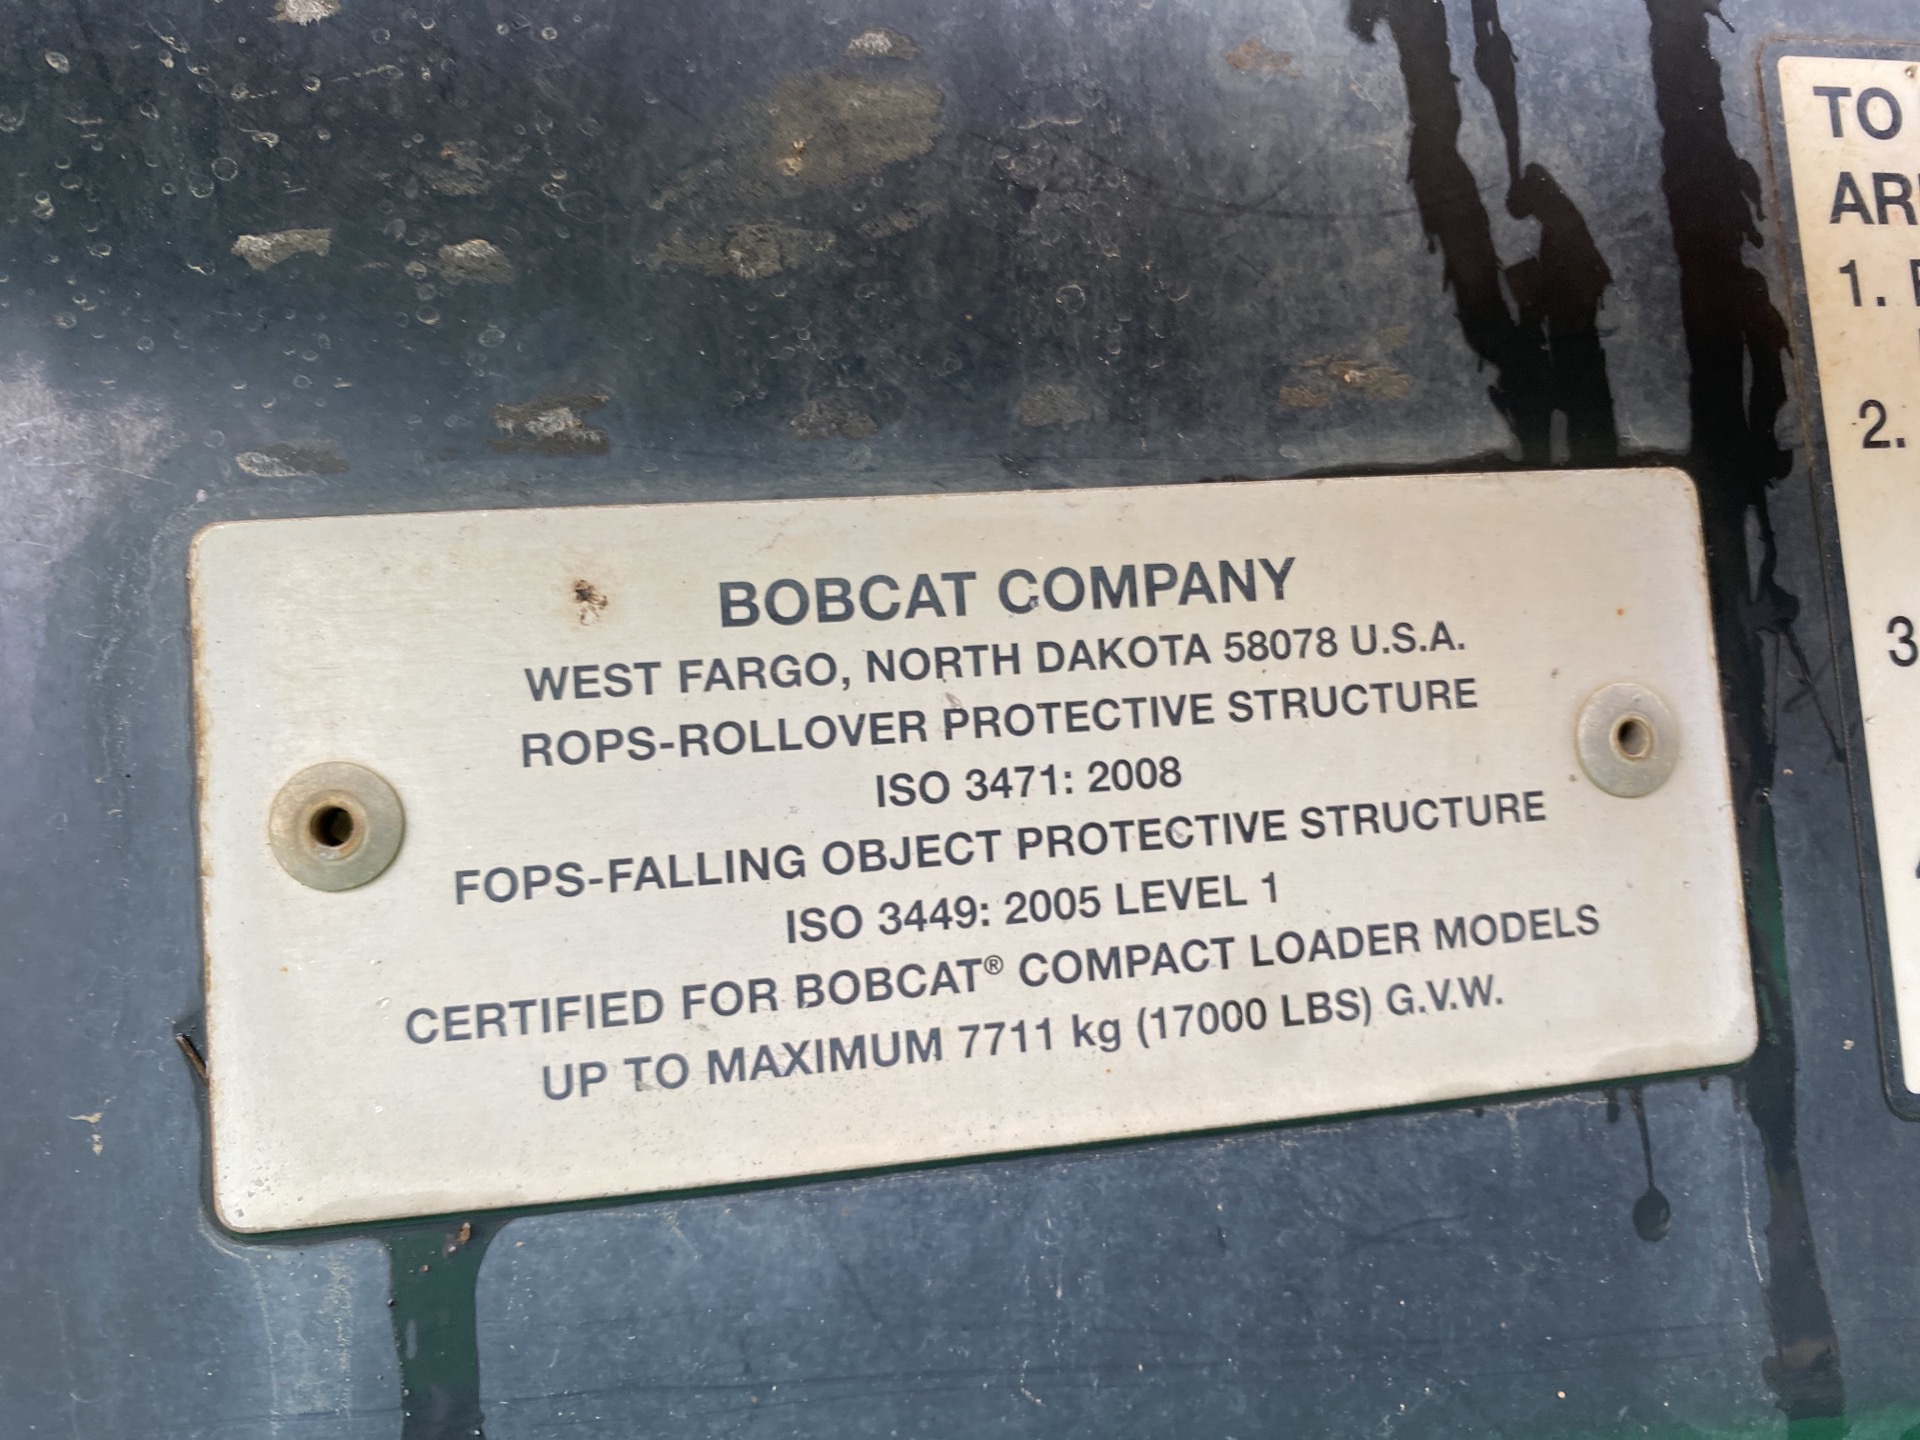 BOBCAT COMPANY
WEST FARGO, NORTH DAKOTA 58078 U.S.A.
ROPS-ROLLOVER PROTECTIVE STRUCTURE
ISO 3471: 2008
FOPS-FALLING OBJECT PROTECTIVE STRUCTURE
ISO 3449: 2005 LEVEL 1
CERTIFIED FOR BOBCAT® COMPACT LOADER MODELS
UP TO MAXIMUM 7711 kg (17000 LBS) G.V.W.
TO
1.
2.
3